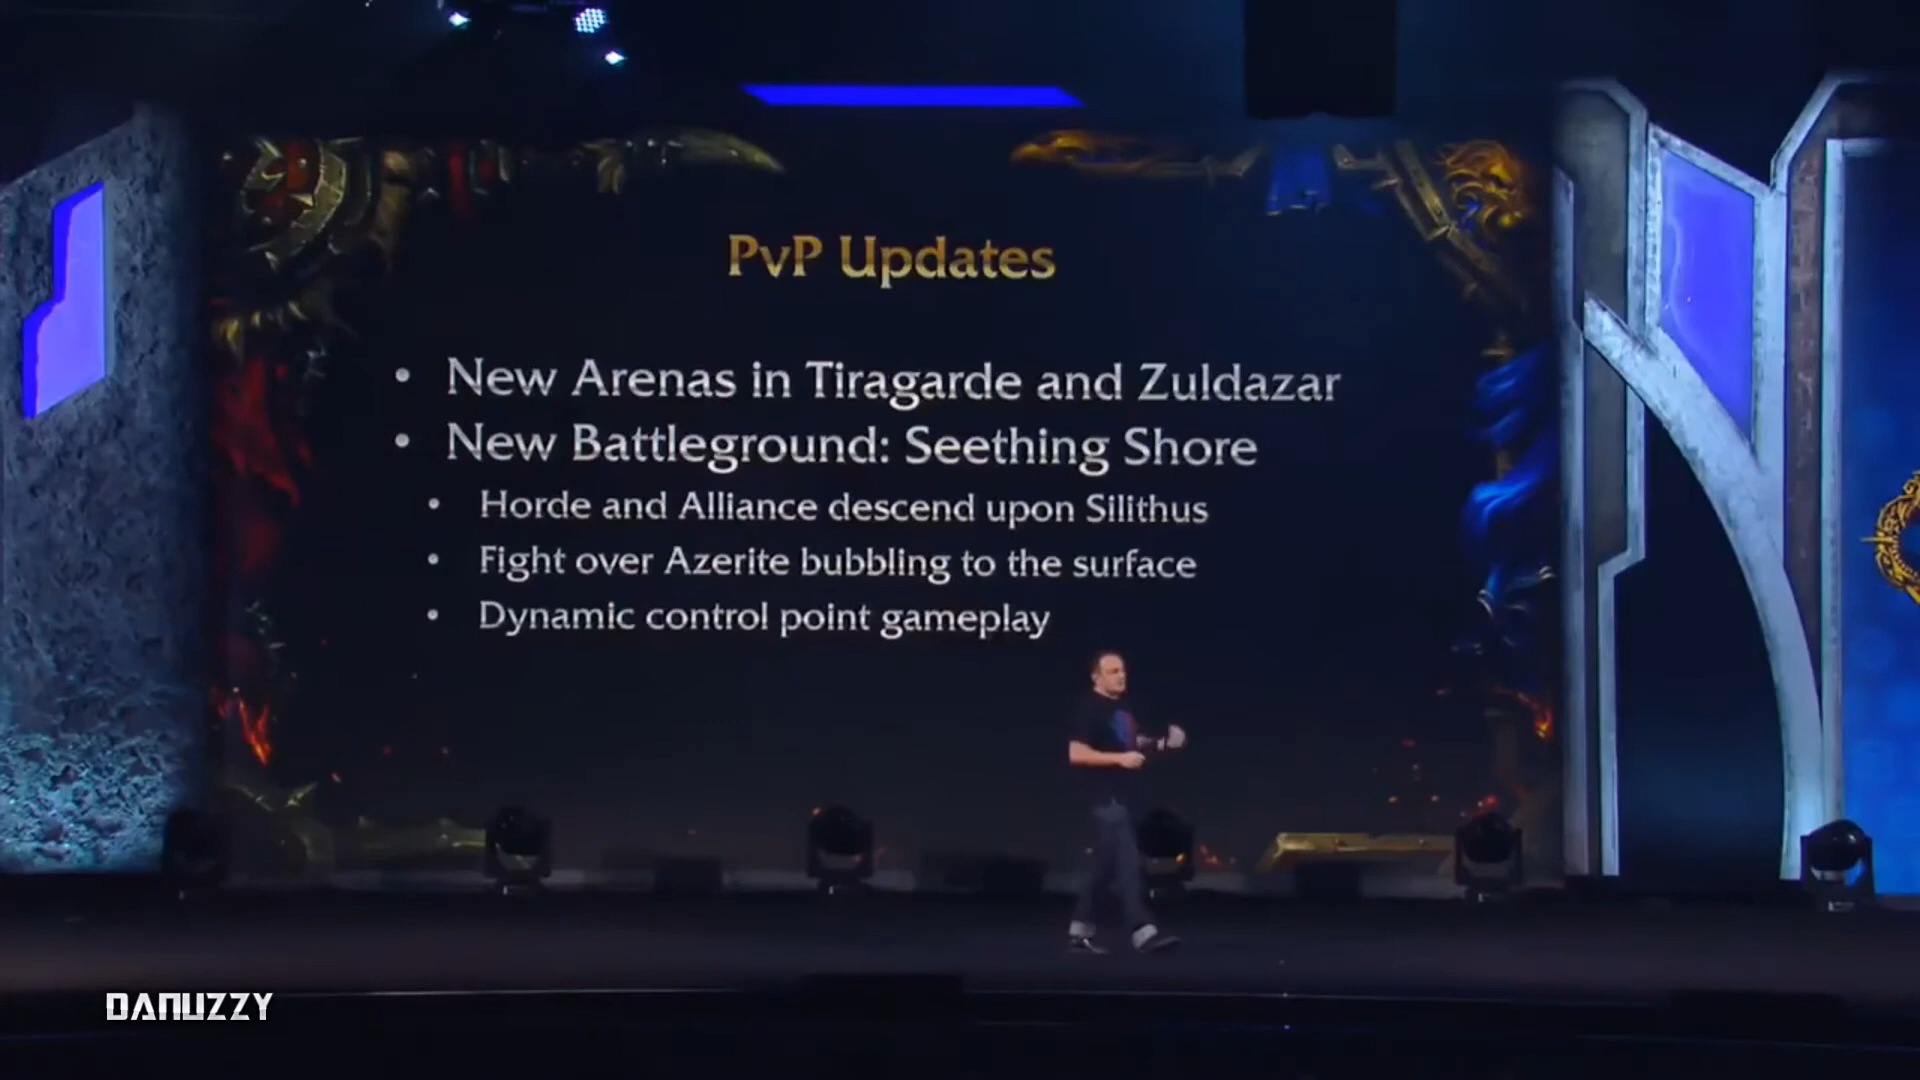 PvP Updates
• New Arenas in Tiragarde and Zuldazar
• New Battleground: Seething Shore
• Horde and Alliance descend upon Silithus
• Fight over Azerite bubbling to the surface
• Dynamic control point gameplay
DANUZZY